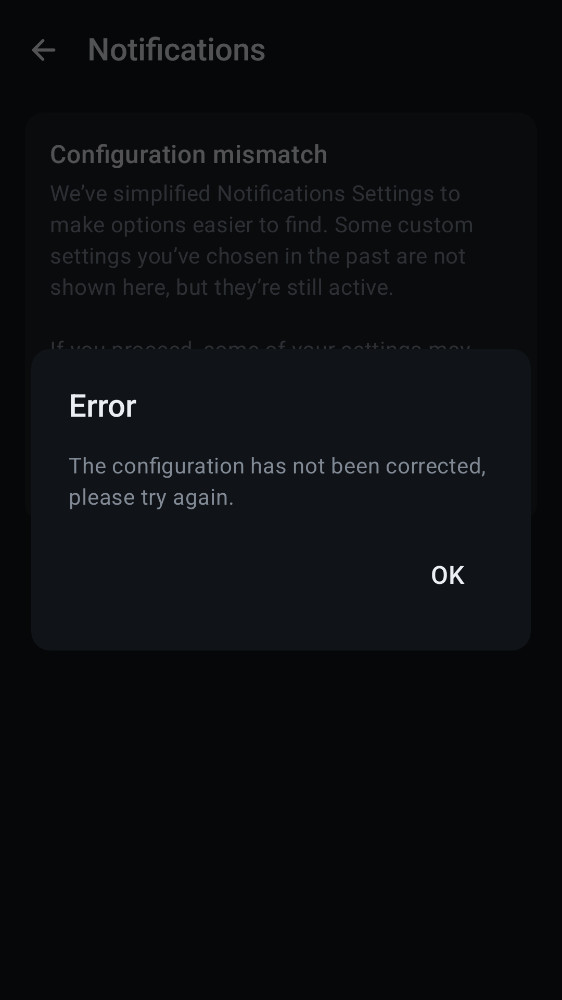 Notifications
Configuration mismatch
We’ve simplified Notifications Settings to
make options easier to find. Some custom
settings you’ve chosen in the past are not
shown here, but they’re still active.
If you proceed, some of your settings may
Error
The configuration has not been corrected,
please try again.
OK